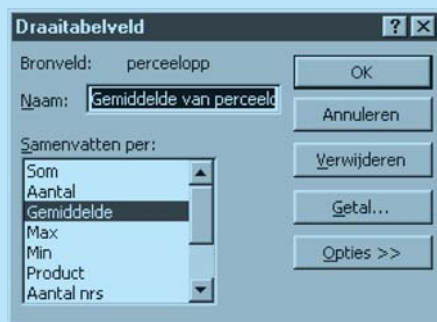 Draaitabelveld
Bronveld: perceelopp
Naam: Gemiddelde van perceel
Samenvatten per:
Som
Aantal
Gemiddelde
Max
Min
Product
Aantal nrs
OK
Annuleren
Verwijderen
Getal...
Opties >>